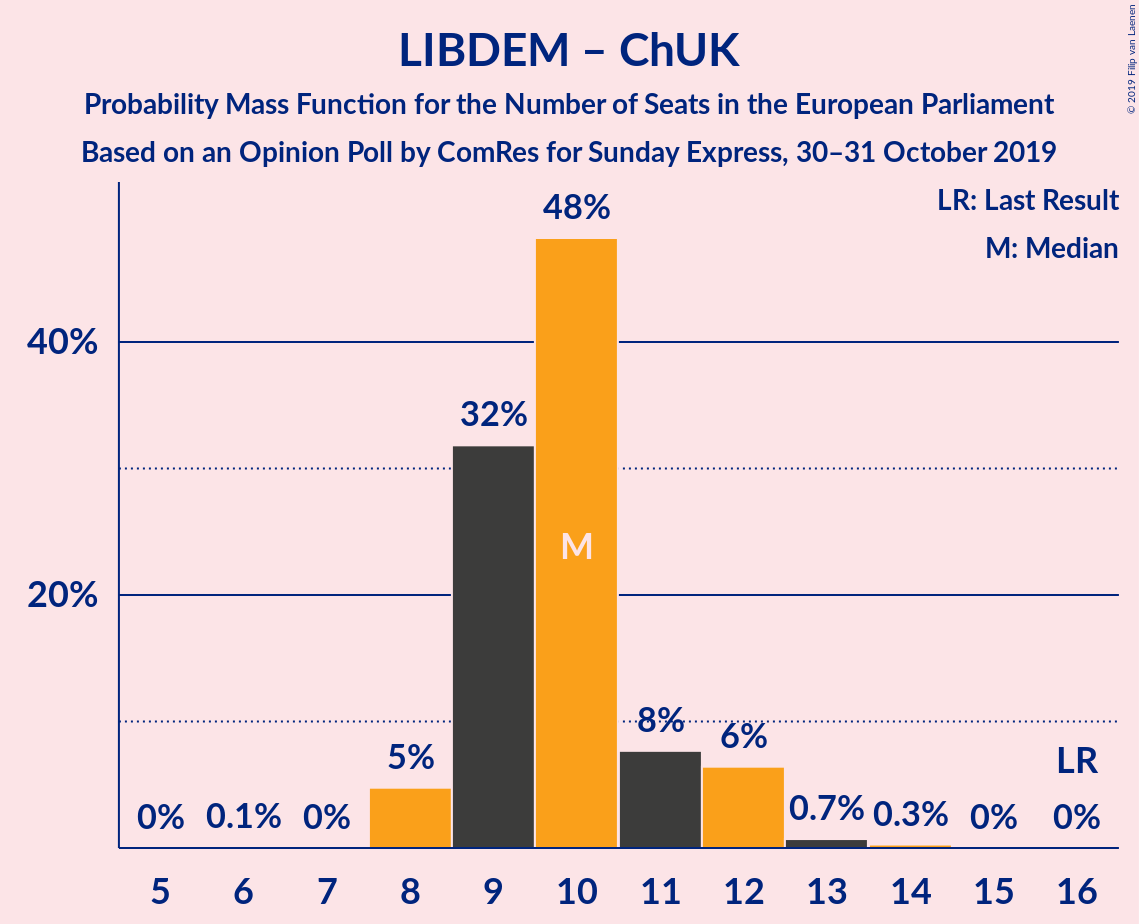 LIBDEM – ChUK
Probability Mass Function for the Number of Seats in the European Parliament
Based on an Opinion Poll by ComRes for Sunday Express, 30–31 October 2019
© 2019 Filip van Laenen
LR: Last Result
M: Median
48%
40%
32%
M
20%
8%
6%
5%
LR
0% 0.1% 0% 0.7% 0.3% 0% 0%
5 6 7 8 9 10 11 12 13 14 15 16